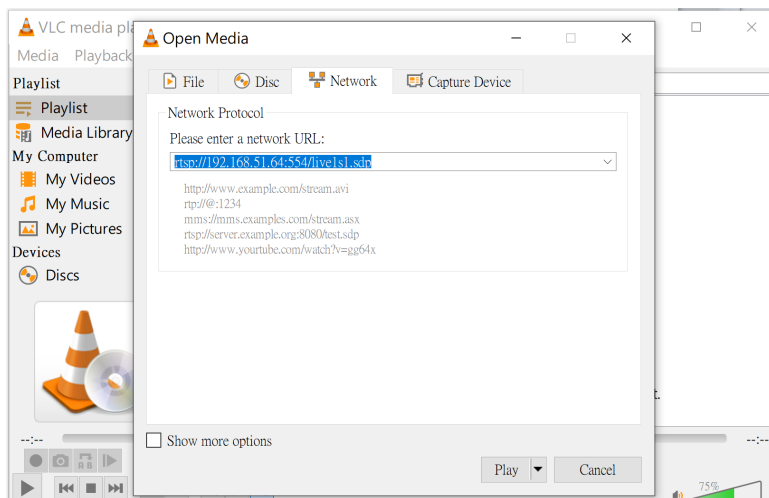 VLC media pla
Open Media
Media Playback
File Disc Network Capture Device
Playlist
Playlist
Media Library
My Computer
My Videos
My Music
My Pictures
Devices
Discs
Network Protocol
Please enter a network URL:
rtsp://192.168.51.64:554/live1s1.sdp
http://www.example.com/stream.avi
rtp://@:1234
mms://mms.examples.com/stream.asx
rtsp://server.example.org:8080/test.sdp
http://www.yourtube.com/watch?v=gg64x
t.
Show more options
--:--
--:--
Play Cancel
75%